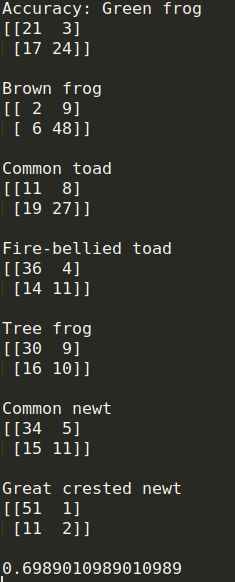 Accuracy: Green frog
[[21  3]
 [17 24]]

Brown frog
[[ 2  9]
 [ 6 48]]

Common toad
[[11  8]
 [19 27]]

Fire-bellied toad
[[36  4]
 [14 11]]

Tree frog
[[30  9]
 [16 10]]

Common newt
[[34  5]
 [15 11]]

Great crested newt
[[51  1]
 [11  2]]

0.6989010989010989